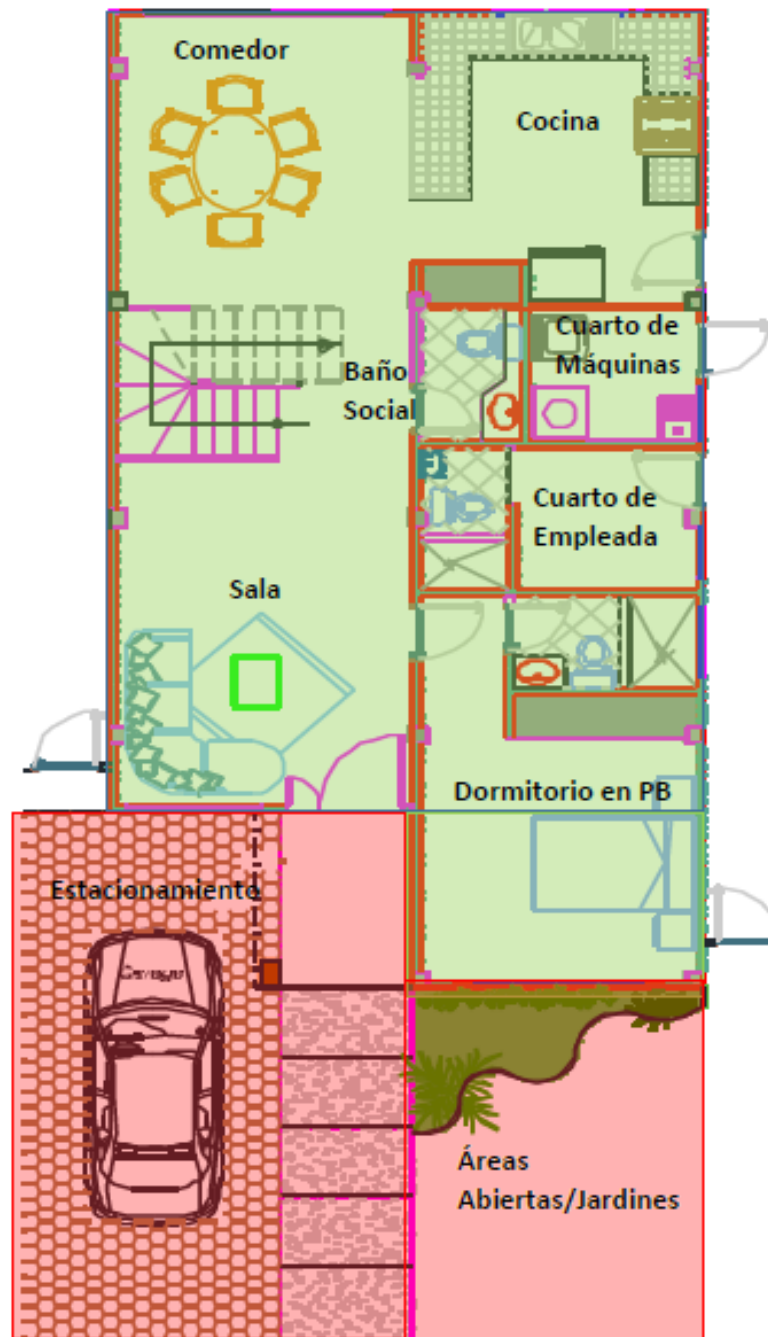 Comedor
Cocina
Cuarto de
Máquinas
Baño
Social
Cuarto de
Empleada
Sala
Dormitorio en PB
Estacionamiento
Áreas
Abiertas/Jardines